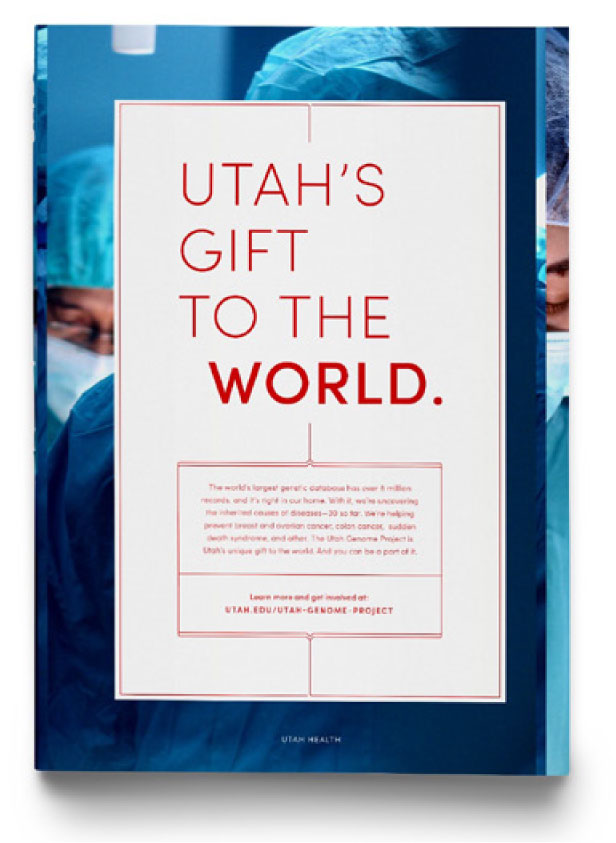 UTAH'S
GIFT
TO THE
WORLD.
The world's largest genetic database has over 8 million
records, and it's right in our home. With it, we're uncovering
the inherited causes of diseases—30 so far. We're helping
prevent breast and ovarian cancer, colon cancer, sudden
death syndrome, and other. The Utah Genome Project is
Utah's unique gift to the world. And you can be a part of it.
Learn more and get involved at:
UTAH.EDU/UTAH-GENOME-PROJECT
UTAH HEALTH